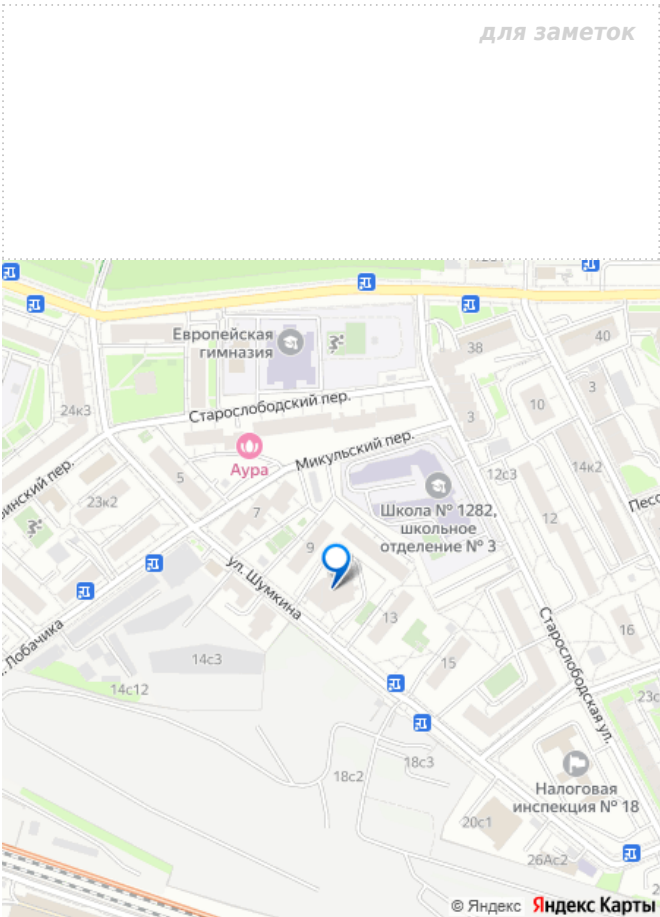 для заметок
Европейская
гимназия
38
40
Старослободский пер.
24к3
3
3
10
Аура
Микульский пер.
5
12с3
14к2
23к2
7
Школа № 1282,
школьное
отделение № 3
12
9
ул. Шумкина
13
Старослободская ул.
16
Лобачика
14с3
15
14с12
18с3
18с2
Налоговая
инспекция № 18
20с1
26Ас2
© Яндекс Яндекс Карты